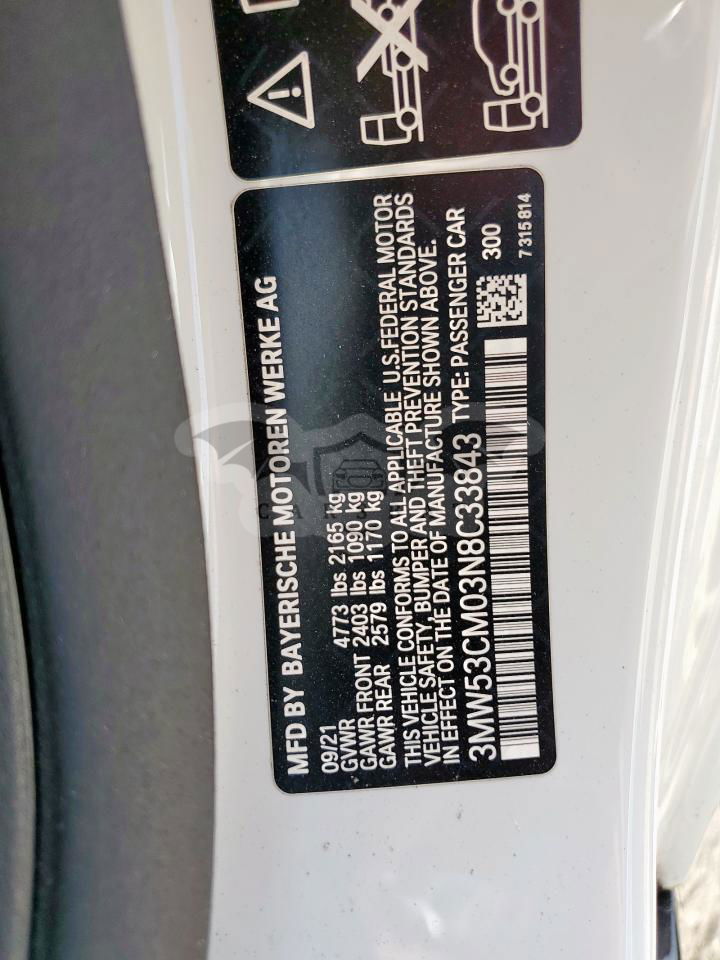 MFD BY BAYERISCHE MOTOREN WERKE AG
09/21
GVWR 4773 lbs 2165 kg
GAWR FRONT 2403 lbs 1090 kg
GAWR REAR 2579 lbs 1170 kg
THIS VEHICLE CONFORMS TO ALL APPLICABLE U.S.FEDERAL MOTOR
VEHICLE SAFETY, BUMPER AND THEFT PREVENTION STANDARDS
IN EFFECT ON THE DATE OF MANUFACTURE SHOWN ABOVE.
3MW53CM03N8C33843 TYPE: PASSENGER CAR
300
7 315 814